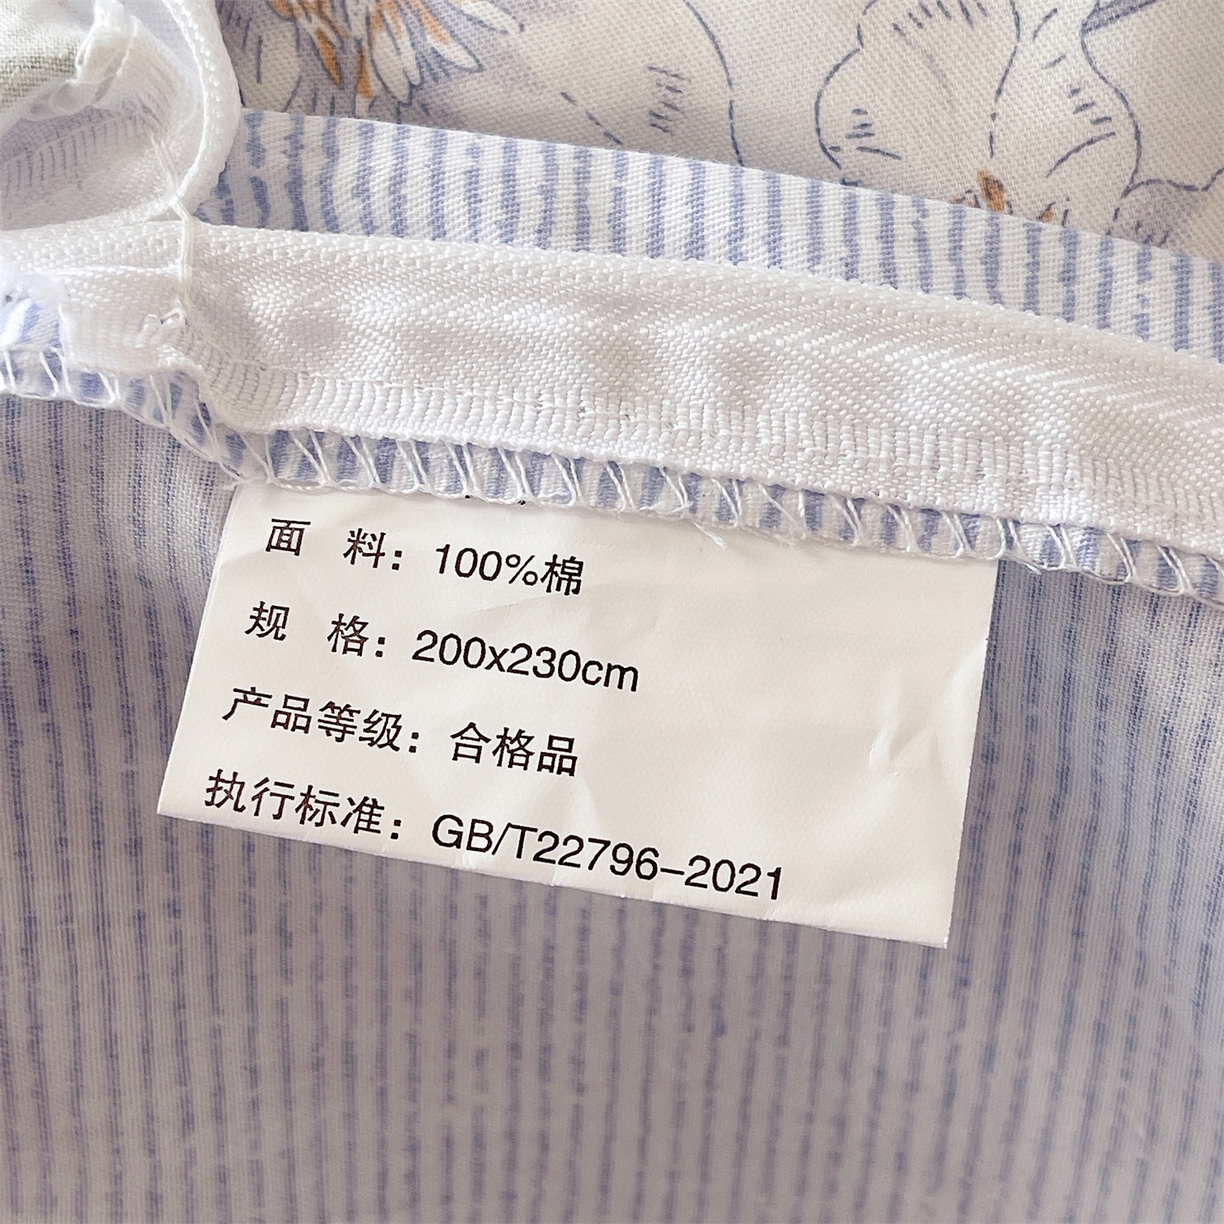 面 料：100%棉
规 格：200x230cm
产品等级：合格品
执行标准：GB/T22796-2021